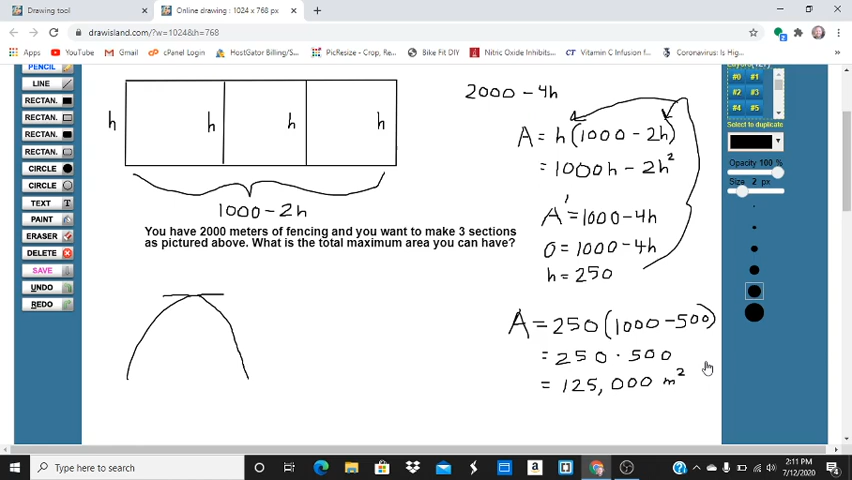 Drawing tool
Online drawing : 1024 x 768 px
drawisland.com/?w=1024&h=768
Apps
YouTube
Gmail
cPanel Login
HostGator Billing/S...
PicResize - Crop, Re...
Bike Fit DIY
Nitric Oxide Inhibits...
CT Vitamin C Infusion f...
Coronavirus: Is Hig...
PENCIL
LINE
RECTAN.
RECTAN.
RECTAN.
RECTAN.
CIRCLE
CIRCLE
TEXT T
PAINT
ERASER
DELETE
SAVE
UNDO
REDO
h
h
h
h
1000-2h
You have 2000 meters of fencing and you want to make 3 sections
as pictured above. What is the total maximum area you can have?
2000-4h
A = h(1000-2h)
= 1000h - 2h²
A' = 1000-4h
0 = 1000-4h
h = 250
A = 250(1000-500)
= 250 · 500
= 125,000 m²
#0 #1
#2 #3
#4 #5
Select to duplicate
Opacity 100 %
Size 2 px
Type here to search
2:11 PM
7/12/2020